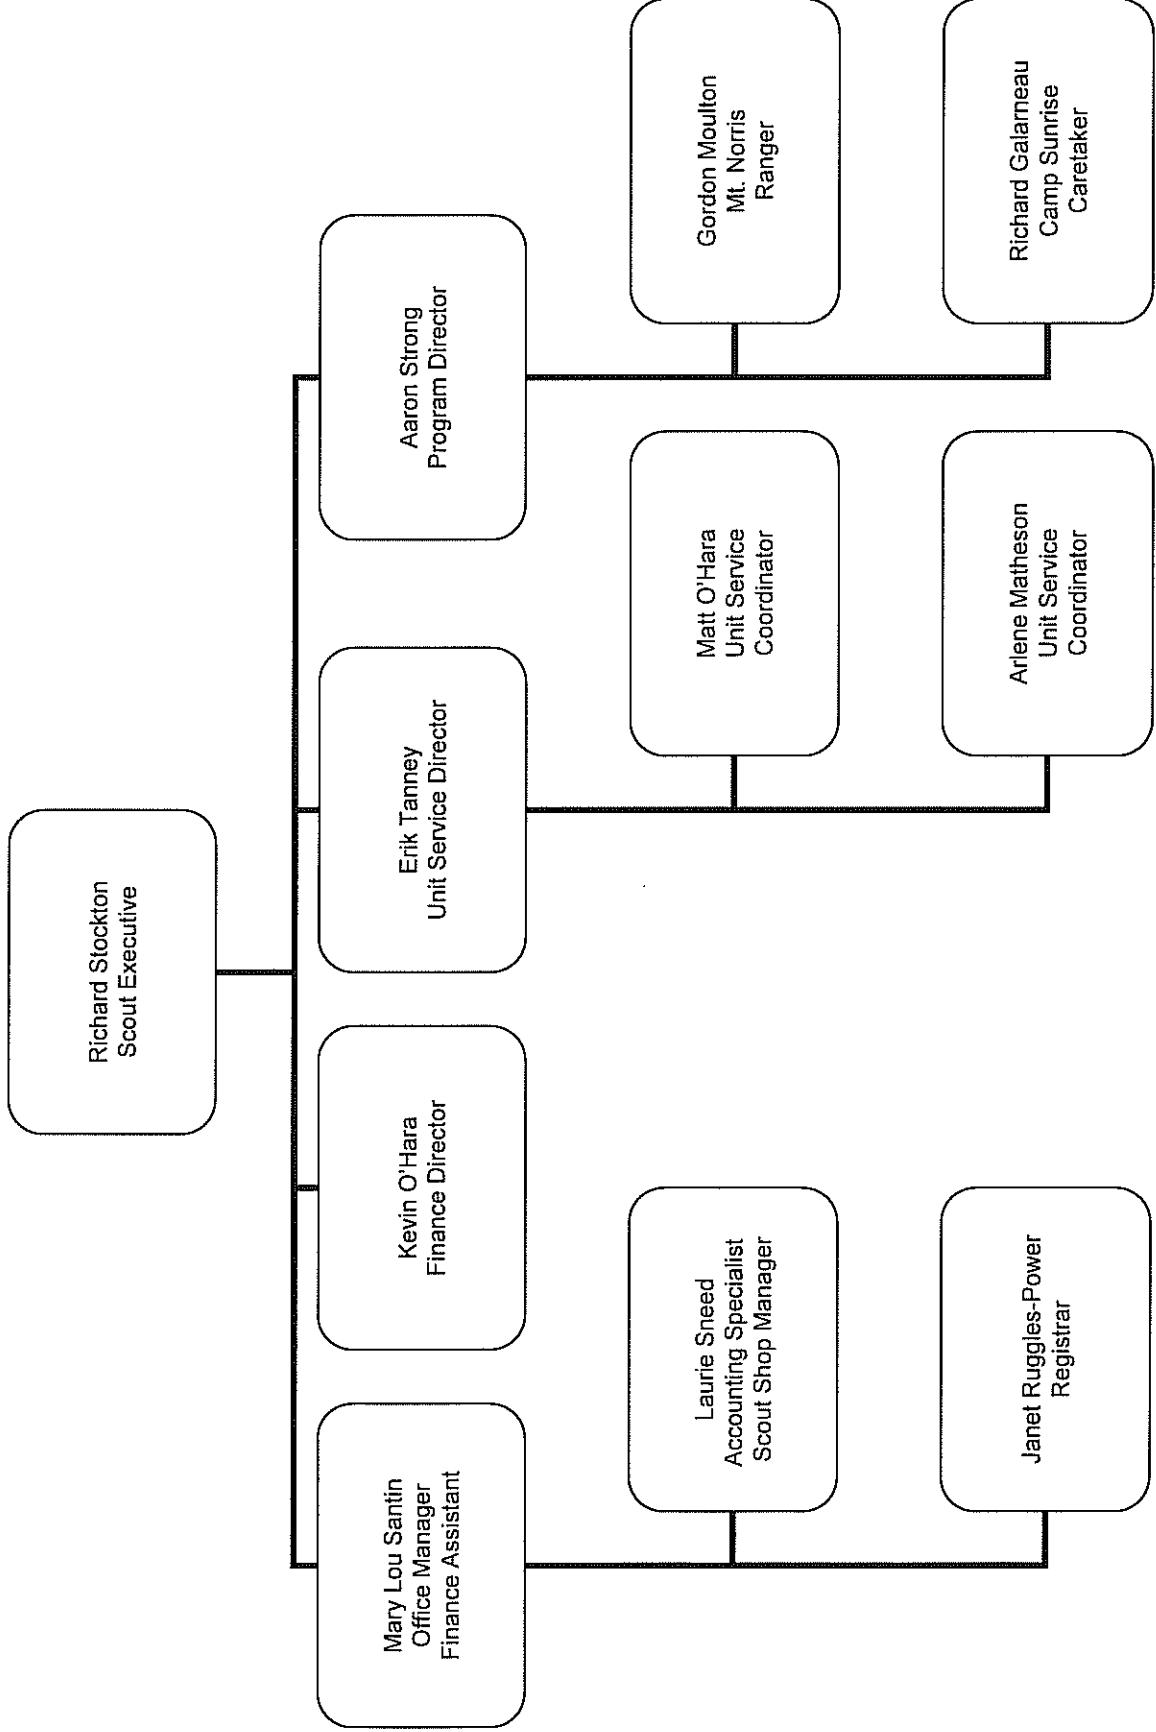 Richard Stockton
Scout Executive
Mary Lou Santin
Office Manager
Finance Assistant
Kevin O'Hara
Finance Director
Erik Tanney
Unit Service Director
Aaron Strong
Program Director
Laurie Sneed
Accounting Specialist
Scout Shop Manager
Matt O'Hara
Unit Service
Coordinator
Gordon Moulton
Mt. Norris
Ranger
Janet Ruggles-Power
Registrar
Arlene Matheson
Unit Service
Coordinator
Richard Galarneau
Camp Sunrise
Caretaker